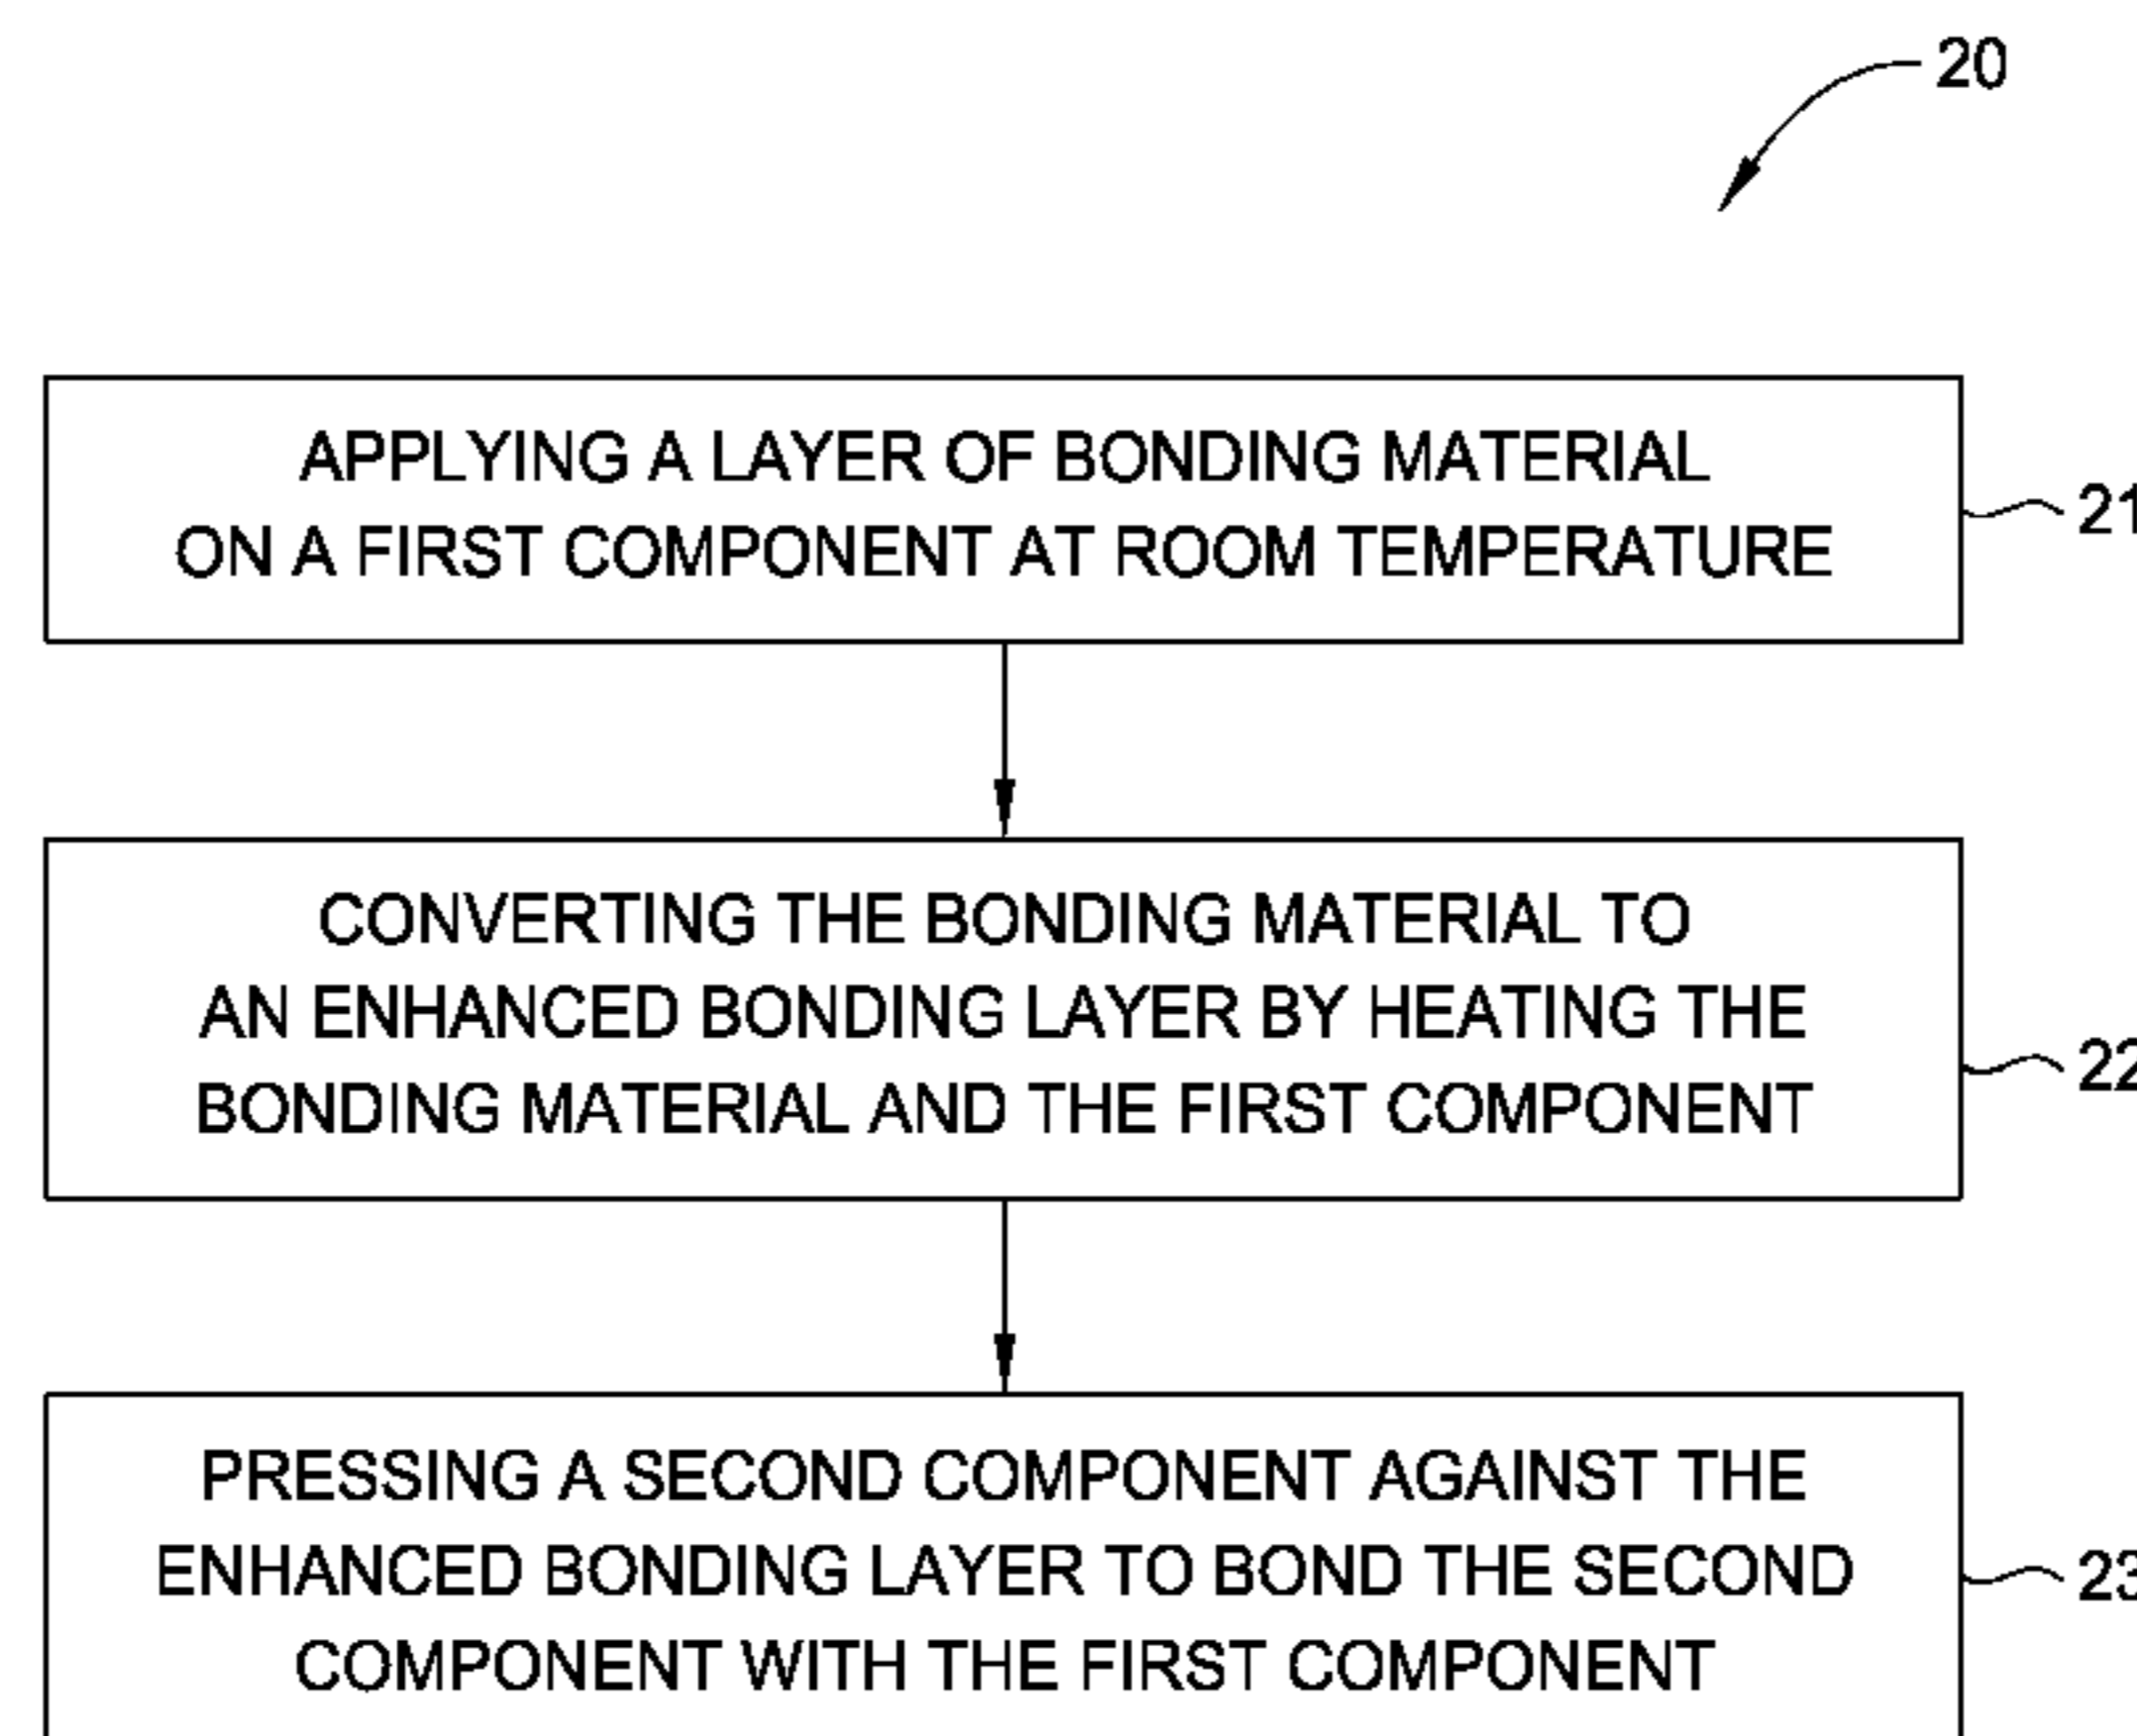 20
APPLYING A LAYER OF BONDING MATERIAL
ON A FIRST COMPONENT AT ROOM TEMPERATURE
21
CONVERTING THE BONDING MATERIAL TO
AN ENHANCED BONDING LAYER BY HEATING THE
BONDING MATERIAL AND THE FIRST COMPONENT
22
PRESSING A SECOND COMPONENT AGAINST THE
ENHANCED BONDING LAYER TO BOND THE SECOND
COMPONENT WITH THE FIRST COMPONENT
23